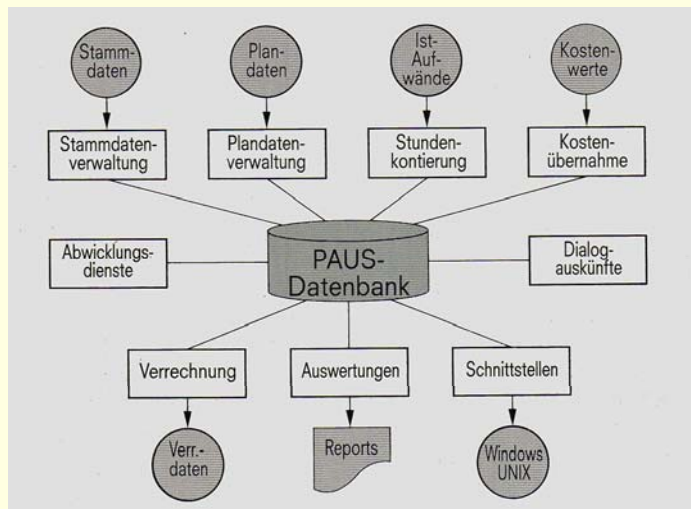 Stamm-
daten
Plan-
daten
Ist-
Auf-
wände
Kosten-
werte
Stammdaten-
verwaltung
Plandaten-
verwaltung
Stunden-
kontierung
Kosten-
übernahme
Abwicklungs-
dienste
PAUS-
Datenbank
Dialog-
auskünfte
Verrechnung
Auswertungen
Schnittstellen
Verr.-
daten
Reports
Windows
UNIX